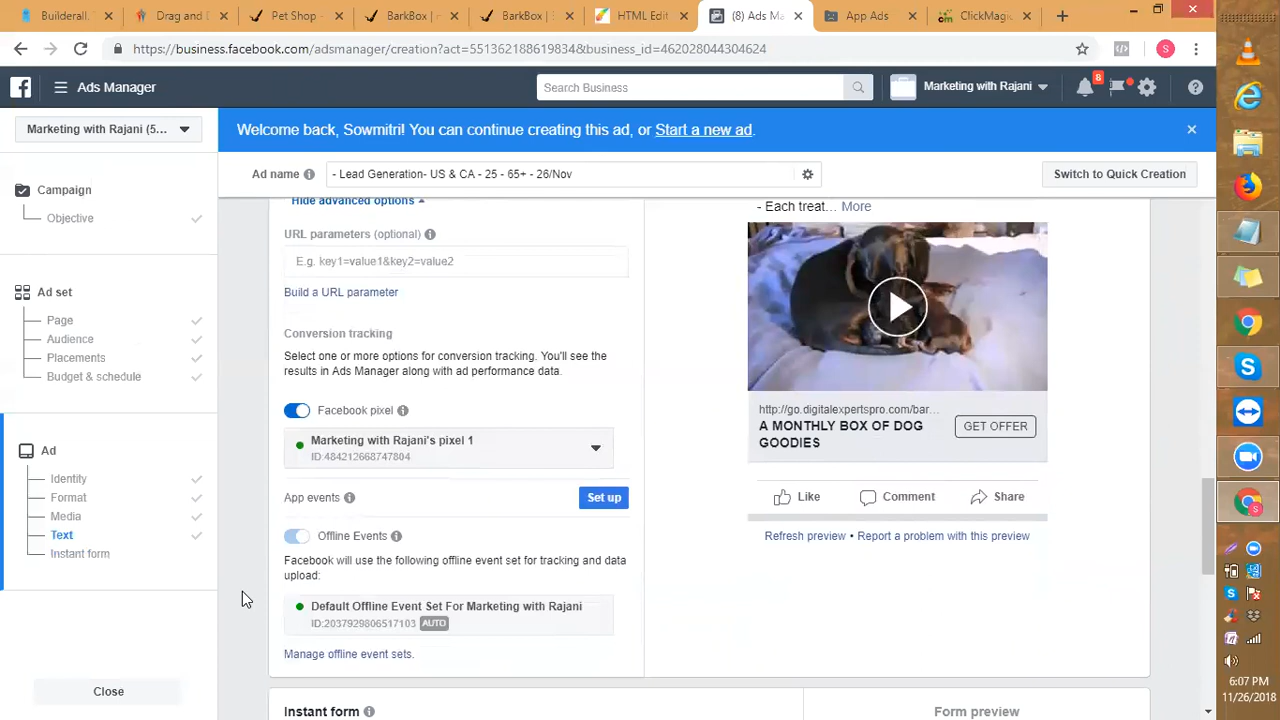 Builderall.
Drag and D
Pet Shop -
BarkBox | r
BarkBox | S
HTML Edit
(8) Ads Ma
App Ads
ClickMagic
https://business.facebook.com/adsmanager/creation?act=551362188619834&business_id=462028044304624
S
Ads Manager
Search Business
Marketing with Rajani
8
Marketing with Rajani (5...
Welcome back, Sowmitri! You can continue creating this ad, or Start a new ad.
Ad name
- Lead Generation- US & CA - 25 - 65+ - 26/Nov
Switch to Quick Creation
Campaign
Objective
Ad set
Page
Audience
Placements
Budget & schedule
Ad
Identity
Format
Media
Text
Instant form
Close
Hide advanced options
URL parameters (optional)
E.g. key1=value1&key2=value2
Build a URL parameter
Conversion tracking
Select one or more options for conversion tracking. You'll see the
results in Ads Manager along with ad performance data.
Facebook pixel
Marketing with Rajani's pixel 1
ID:484212668747804
App events
Set up
Offline Events
Facebook will use the following offline event set for tracking and data
upload:
Default Offline Event Set For Marketing with Rajani
ID:2037929806517103 AUTO
Manage offline event sets.
Instant form
- Each treat... More
http://go.digitalexpertspro.com/bar...
A MONTHLY BOX OF DOG
GOODIES
GET OFFER
Like
Comment
Share
Refresh preview • Report a problem with this preview
Form preview
6:07 PM
11/26/2018